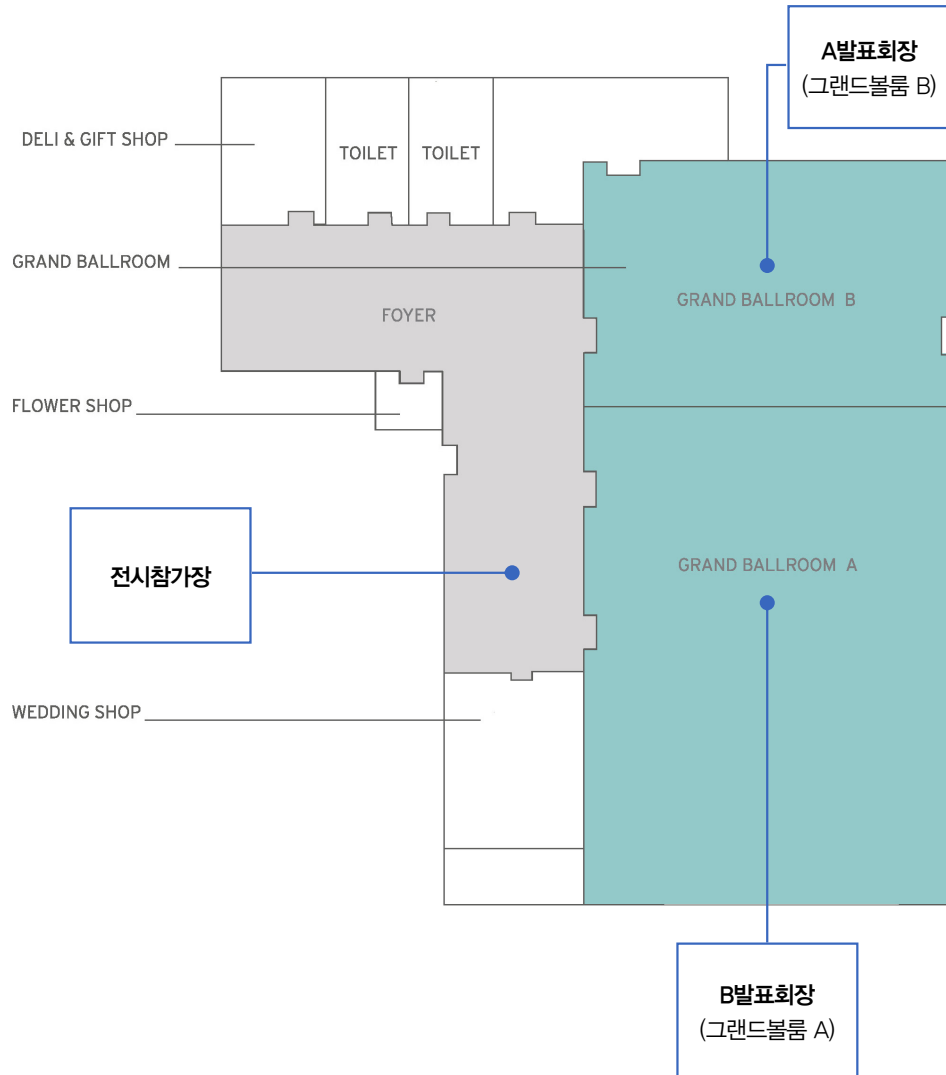 A발표회장
(그랜드볼룸 B)
DELI & GIFT SHOP
TOILET
TOILET
GRAND BALLROOM
GRAND BALLROOM B
FOYER
FLOWER SHOP
전시참가장
GRAND BALLROOM A
WEDDING SHOP
B발표회장
(그랜드볼룸 A)